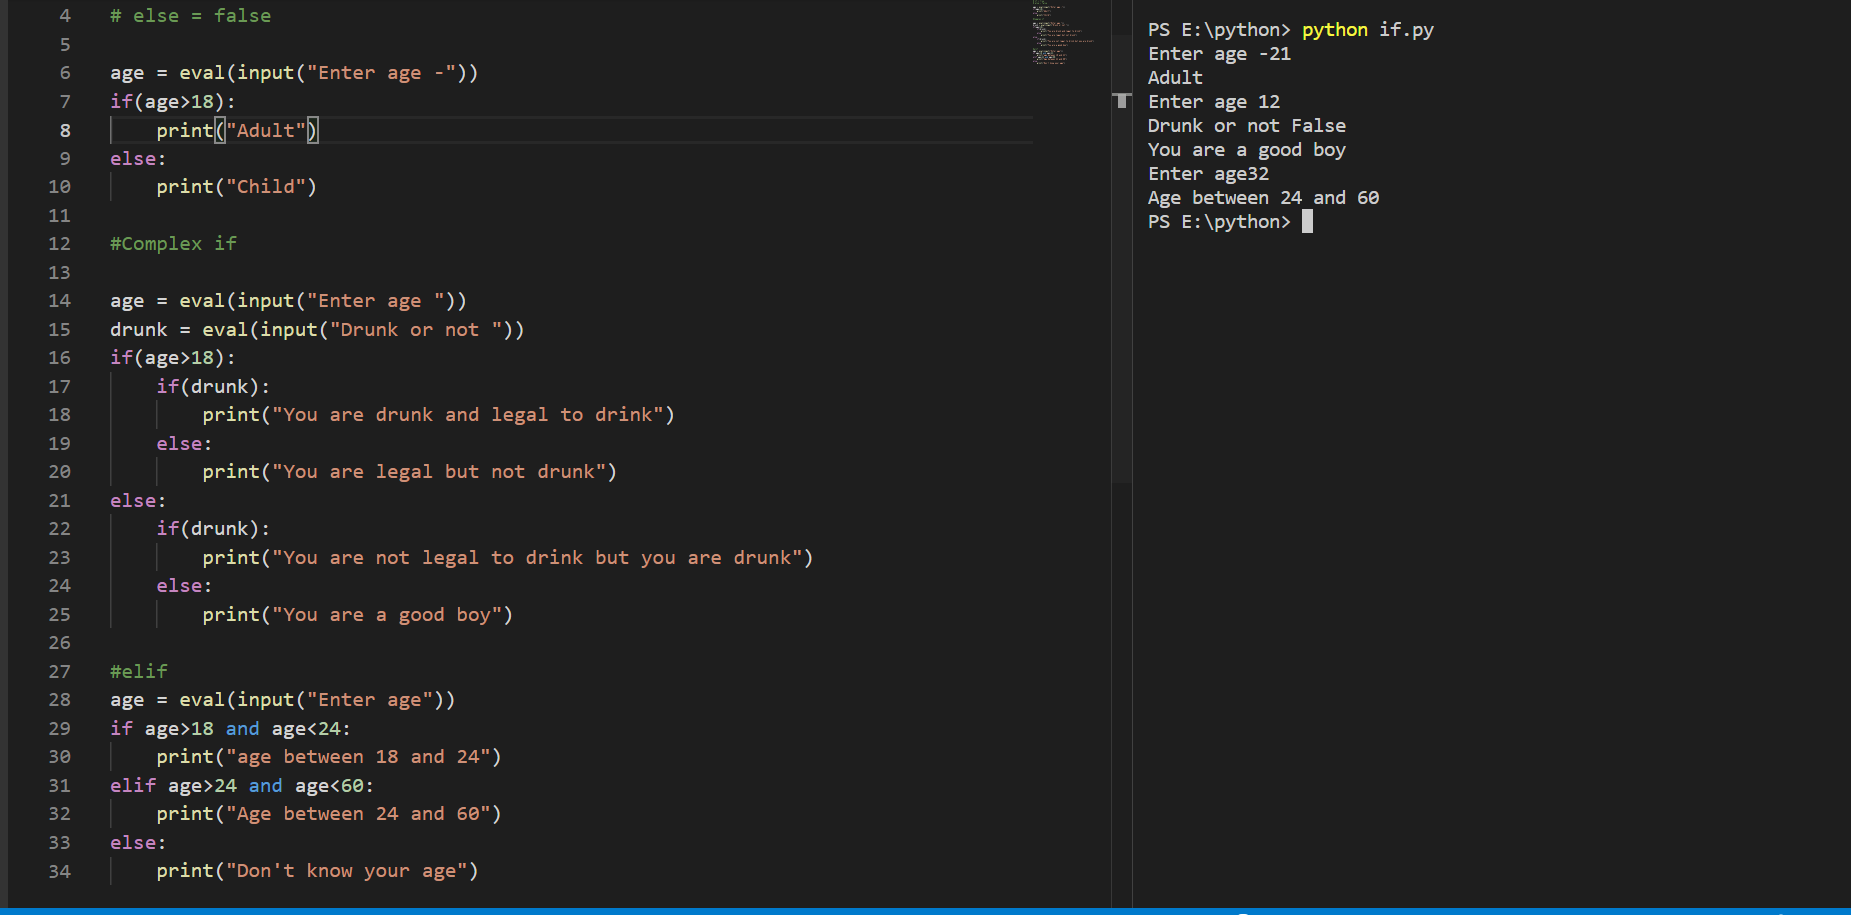 4 # else = false
5
6 age = eval(input("Enter age -"))
7 if(age>18):
8     print("Adult")
9 else:
10     print("Child")
11
12 #Complex if
13
14 age = eval(input("Enter age "))
15 drunk = eval(input("Drunk or not "))
16 if(age>18):
17     if(drunk):
18         print("You are drunk and legal to drink")
19     else:
20         print("You are legal but not drunk")
21 else:
22     if(drunk):
23         print("You are not legal to drink but you are drunk")
24     else:
25         print("You are a good boy")
26
27 #elif
28 age = eval(input("Enter age"))
29 if age>18 and age<24:
30     print("age between 18 and 24")
31 elif age>24 and age<60:
32     print("Age between 24 and 60")
33 else:
34     print("Don't know your age")
PS E:\python> python if.py
Enter age -21
Adult
Enter age 12
Drunk or not False
You are a good boy
Enter age32
Age between 24 and 60
PS E:\python>